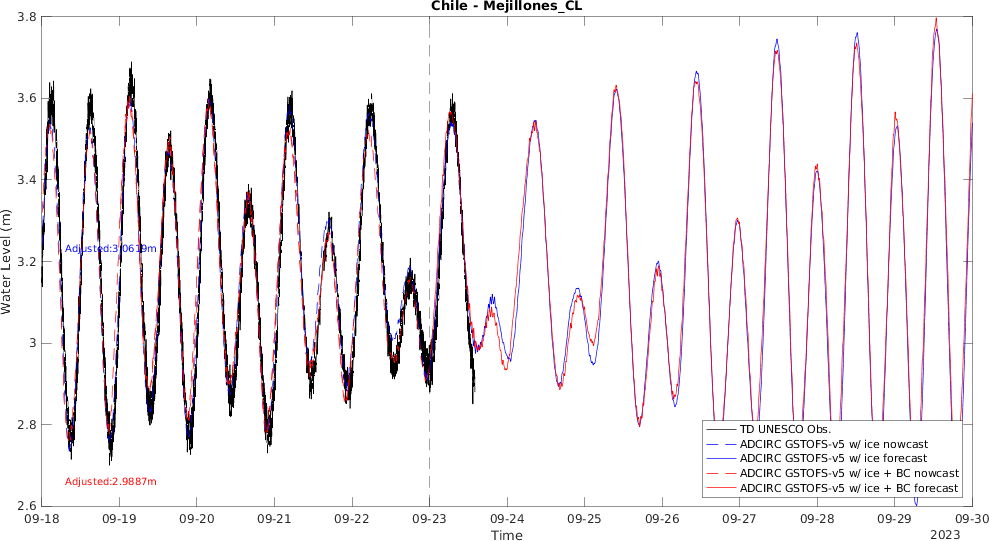 Chile - Mejillones_CL
3.8
3.6
3.4
3.2
3
2.8
2.6
Water Level (m)
Adjusted:3.0619m
Adjusted:2.9887m
TD UNESCO Obs.
ADCIRC GSTOFS-v5 w/ ice nowcast
ADCIRC GSTOFS-v5 w/ ice forecast
ADCIRC GSTOFS-v5 w/ ice + BC nowcast
ADCIRC GSTOFS-v5 w/ ice + BC forecast
09-18 09-19 09-20 09-21 09-22 09-23 09-24 09-25 09-26 09-27 09-28 09-29 09-30
Time
2023